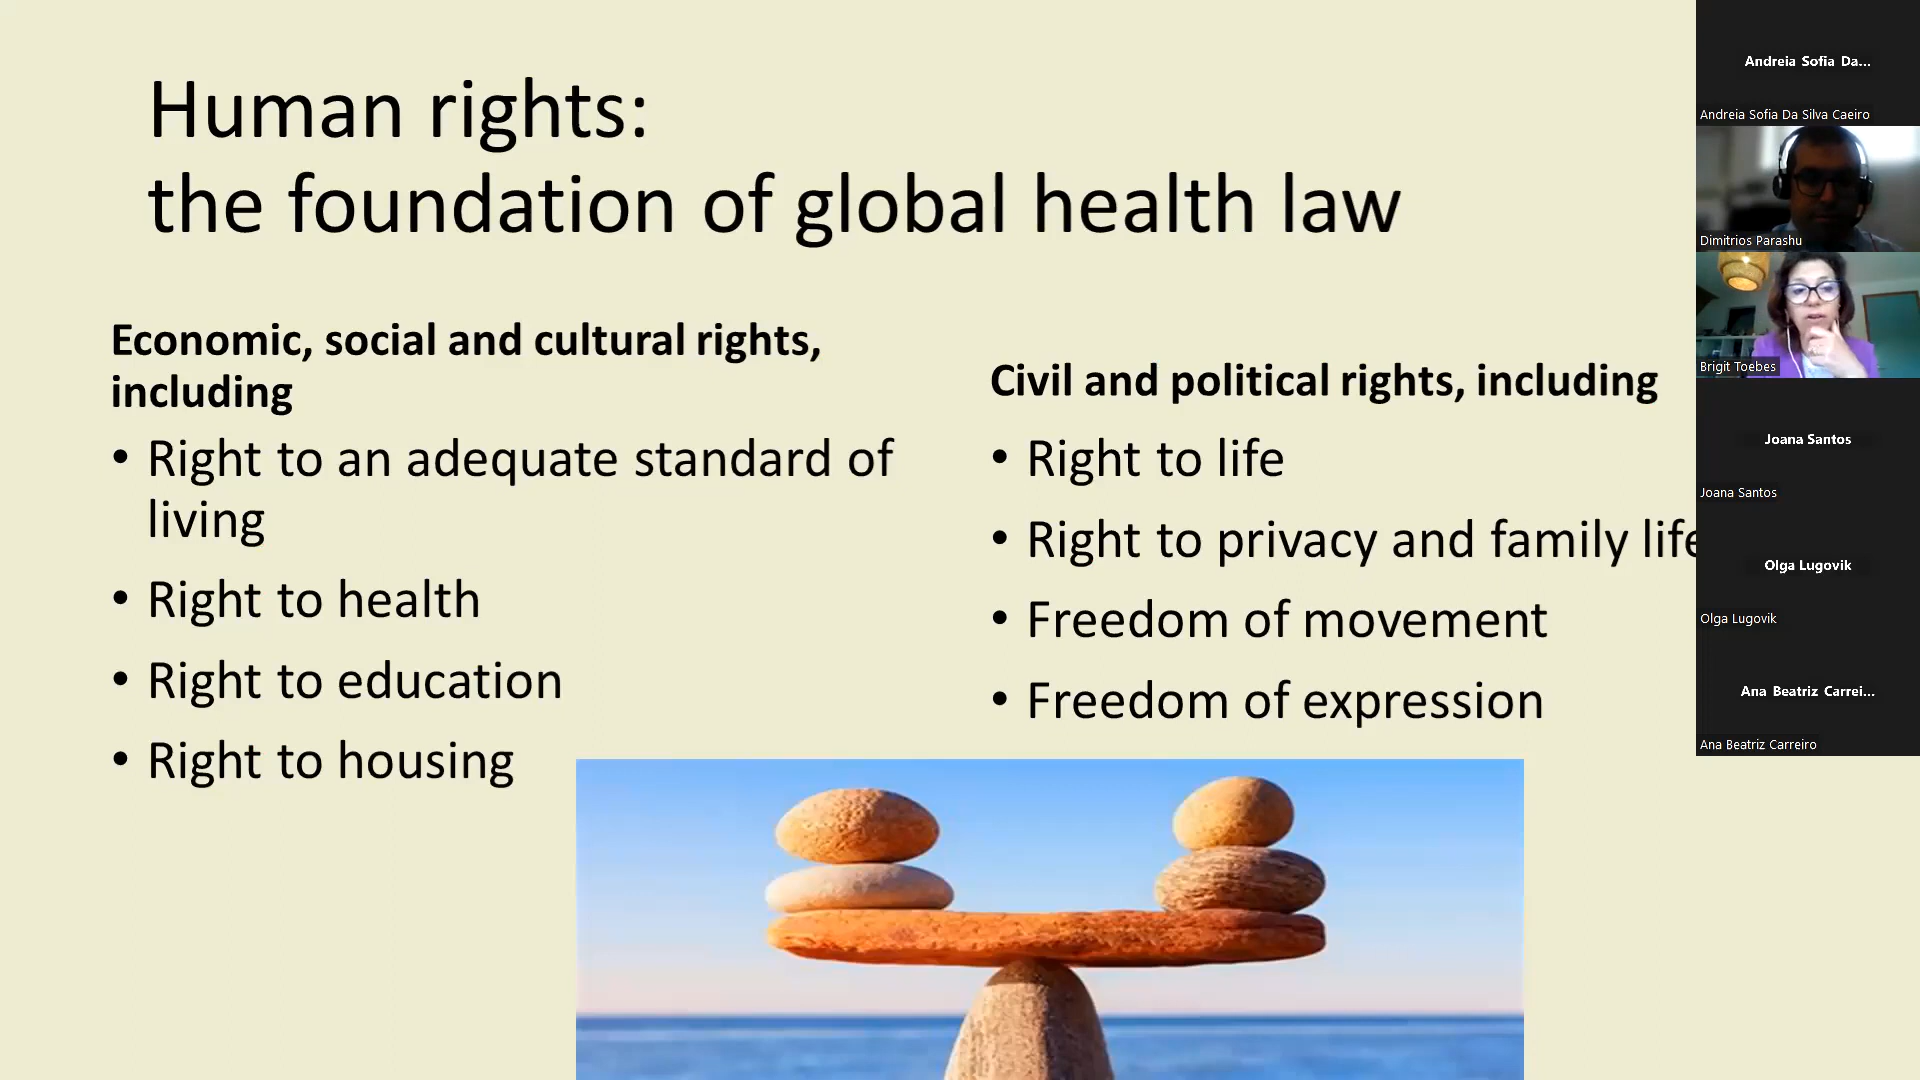 Human rights:
the foundation of global health law
Economic, social and cultural rights,
including
• Right to an adequate standard of
living
• Right to health
• Right to education
• Right to housing
Civil and political rights, including
• Right to life
• Right to privacy and family life
• Freedom of movement
• Freedom of expression
Andreia Sofia Da...
Andreia Sofia Da Silva Caeiro
Dimitrios Parashu
Brigit Toebes
Joana Santos
Joana Santos
Olga Lugovik
Olga Lugovik
Ana Beatriz Carrei...
Ana Beatriz Carreiro